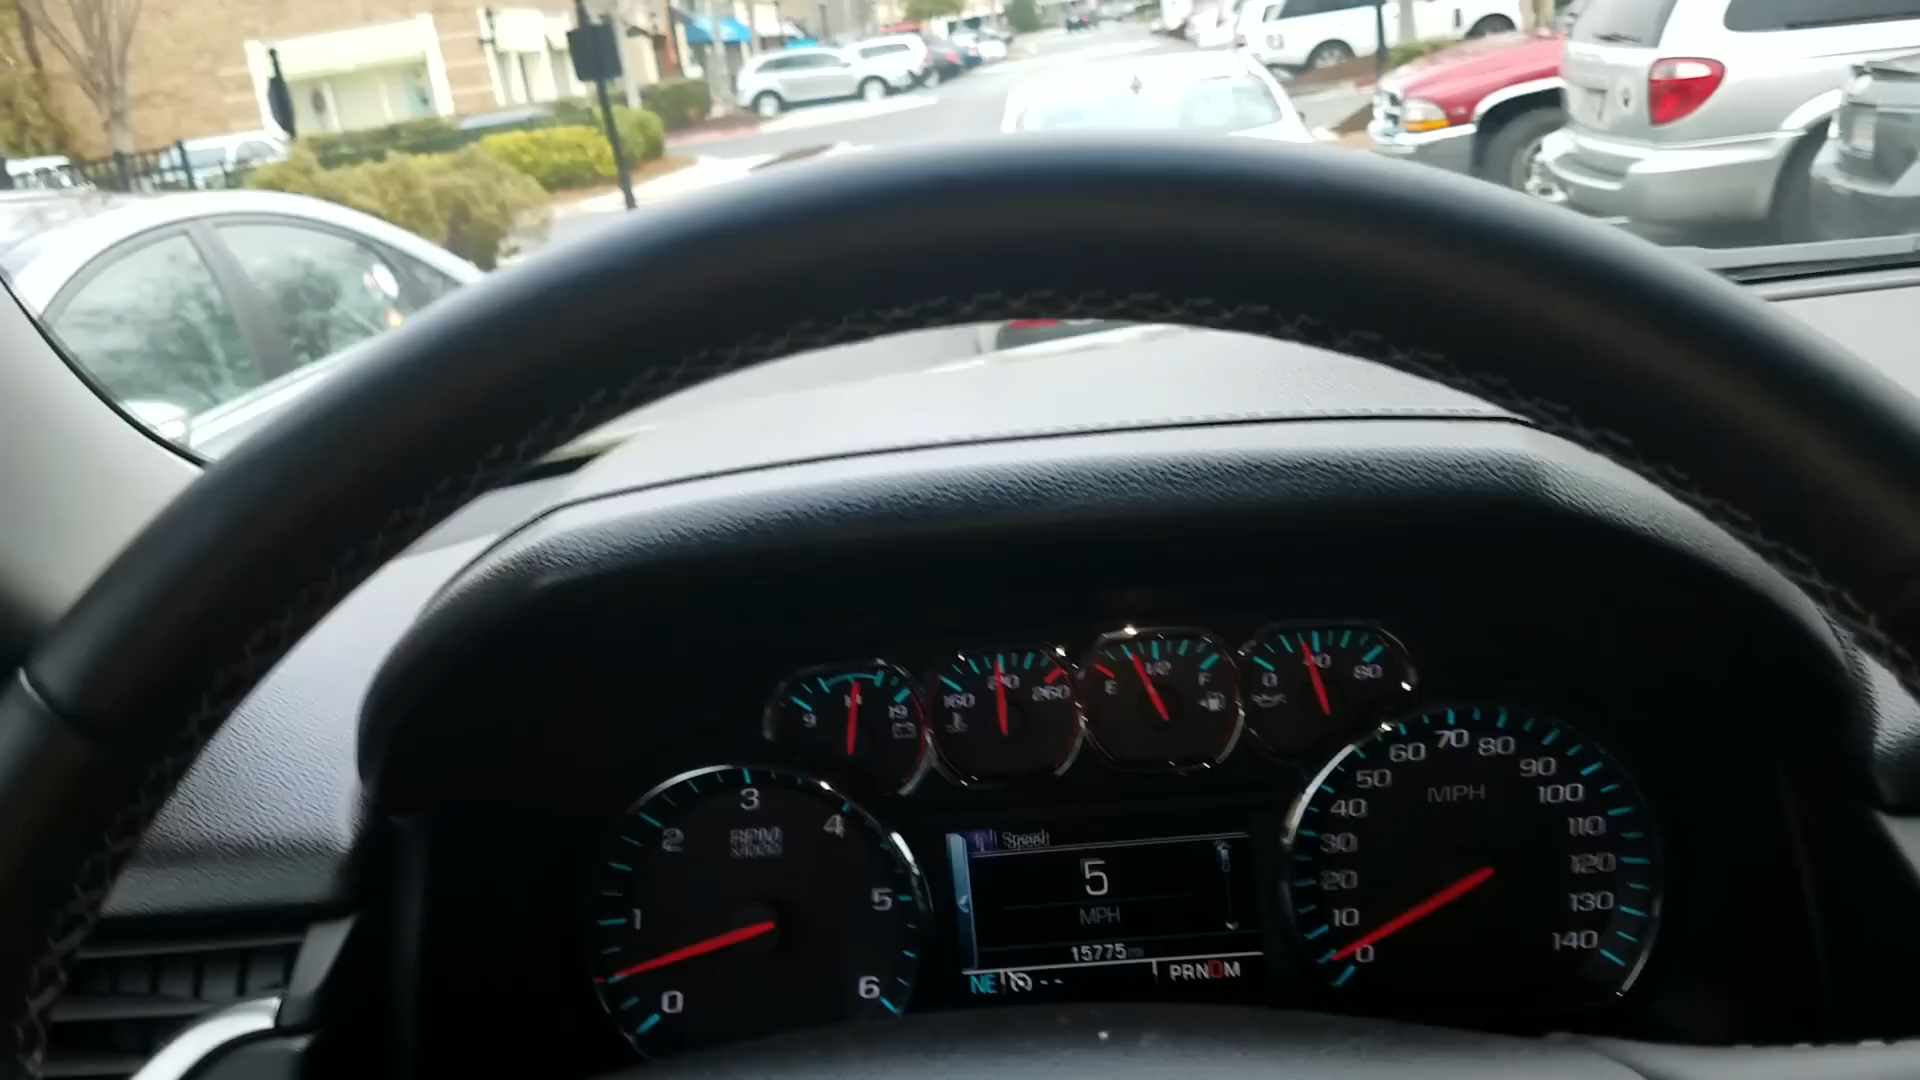 9 19
160 260
E 1/2 F
0 40 80
0 1 2 3 4 5 6
RPM
Speed
5
MPH
15775
NE --
PRNDM
MPH
0 10 20 30 40 50 60 70 80 90 100 110 120 130 140